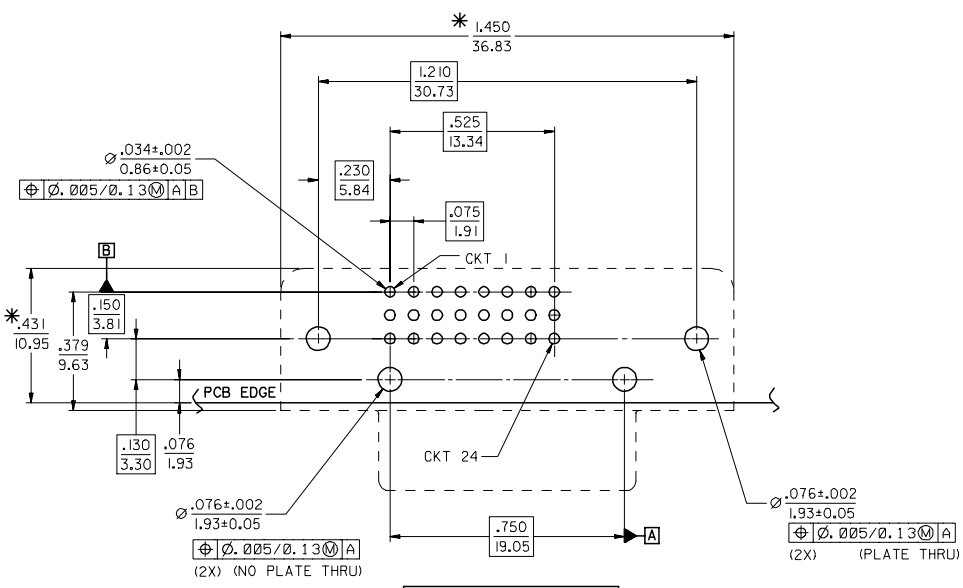 * 1.450
36.83
1.210
30.73
.525
13.34
Ø .034±.002
0.86±0.05
⌖ Ø.005/0.13Ⓜ A B
.230
5.84
.075
1.91
B
CKT 1
.150
3.81
* .431
10.95
.379
9.63
PCB EDGE
.130
3.30
.076
1.93
CKT 24
Ø .076±.002
1.93±0.05
⌖ Ø.005/0.13Ⓜ A
(2X) (NO PLATE THRU)
.750
19.05
A
Ø .076±.002
1.93±0.05
⌖ Ø.005/0.13Ⓜ A
(2X) (PLATE THRU)